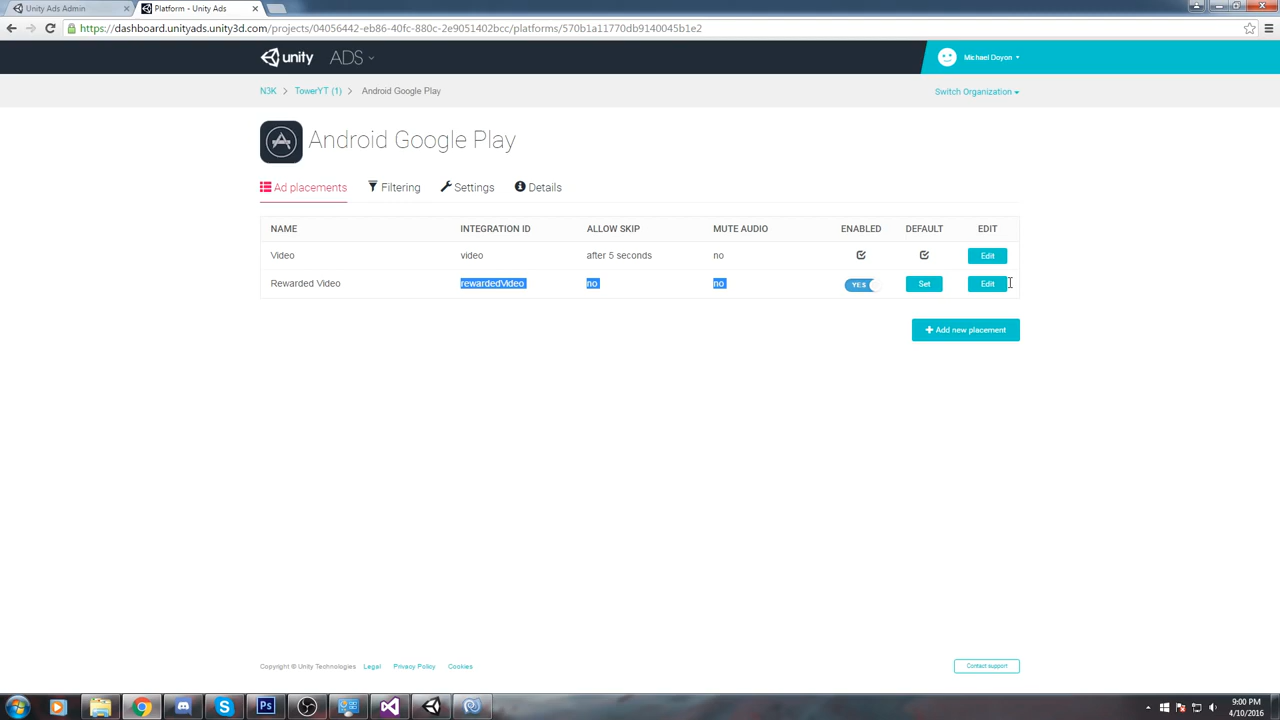 Unity Ads Admin
Platform - Unity Ads
https://dashboard.unityads.unity3d.com/projects/04056442-eb86-40fc-880c-2e9051402bcc/platforms/570b1a11770db9140045b1e2
unity ADS
Michael Doyon
N3K > TowerYT (1) > Android Google Play
Switch Organization
Android Google Play
Ad placements Filtering Settings Details
NAME INTEGRATION ID ALLOW SKIP MUTE AUDIO ENABLED DEFAULT EDIT
Video video after 5 seconds no Edit
Rewarded Video rewardedVideo no no YES Set Edit
+ Add new placement
Copyright © Unity Technologies Legal Privacy Policy Cookies
Contact support
Ps
9:00 PM
4/10/2016